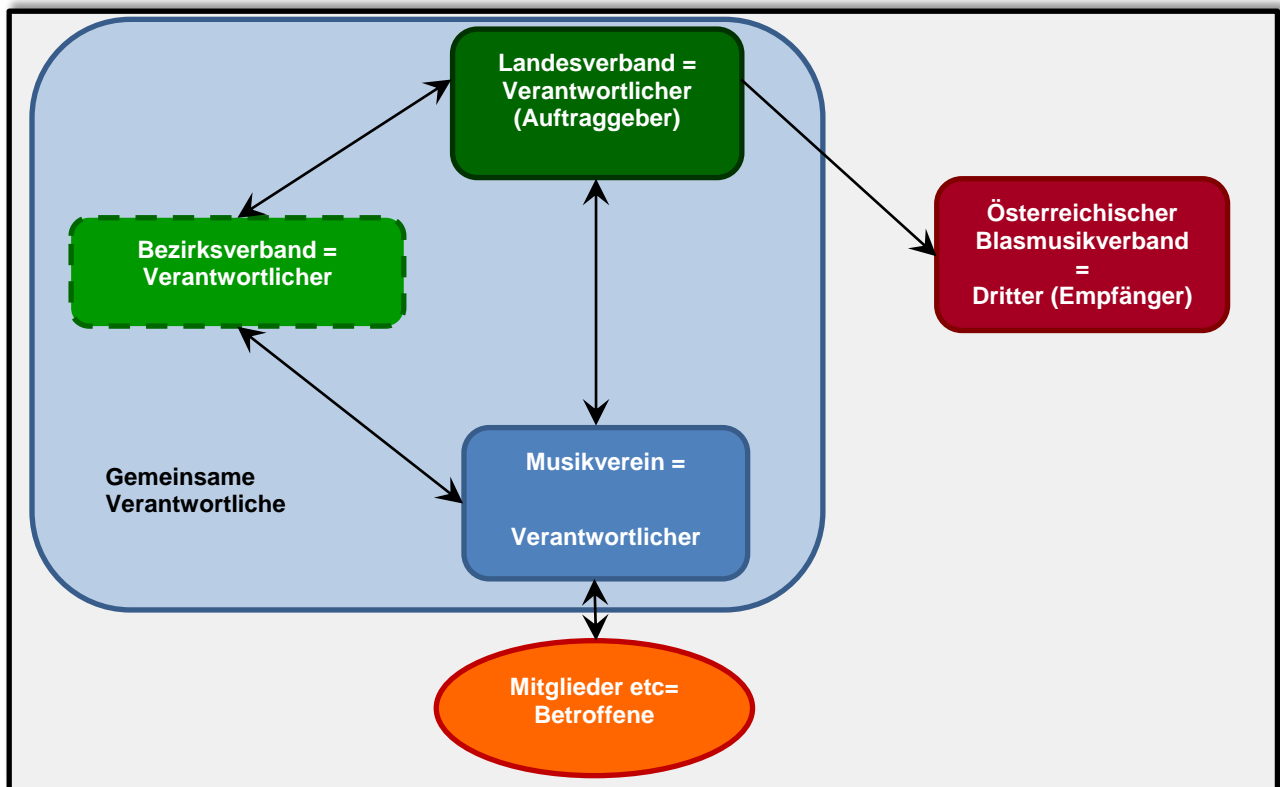 Landesverband =
Verantwortlicher
(Auftraggeber)
Österreichischer
Blasmusikverband
=
Dritter (Empfänger)
Bezirksverband =
Verantwortlicher
Gemeinsame
Verantwortliche
Musikverein =
Verantwortlicher
Mitglieder etc=
Betroffene